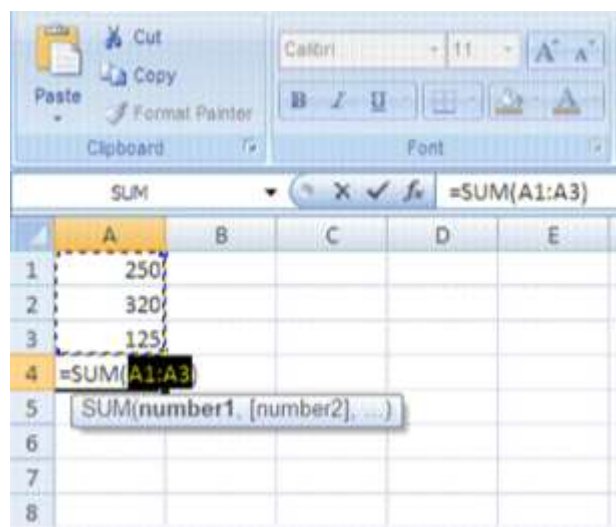 Cut
Calibri 11 A A
Copy
Paste
Format Painter
B I U A
Clipboard Font
SUM fx =SUM(A1:A3)
A B C D E
1 250
2 320
3 125
4 =SUM(A1:A3)
5 SUM(number1, [number2], ...)
6
7
8